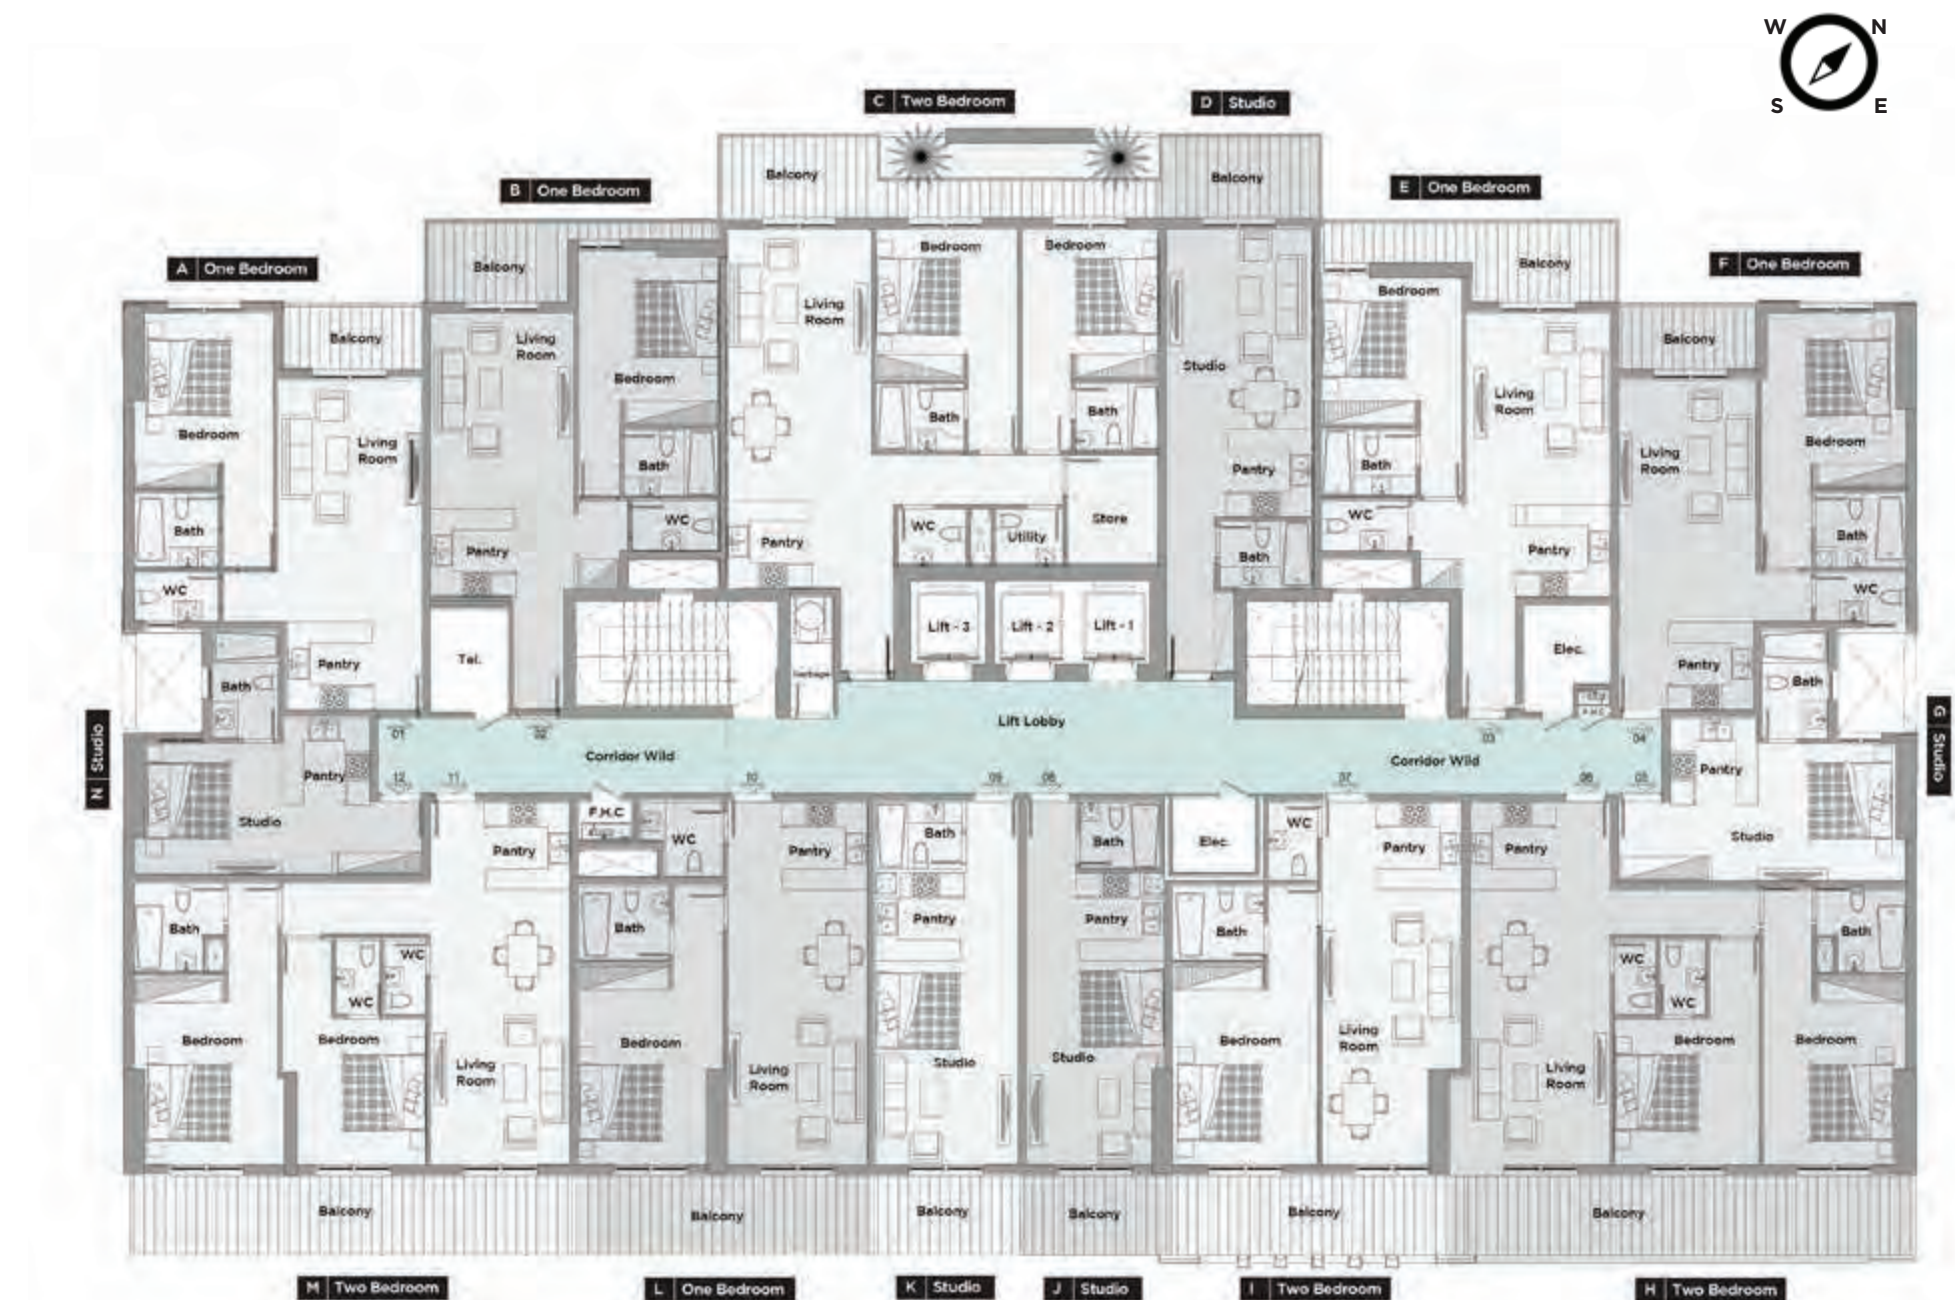 W N
S E
C Two Bedroom
D Studio
B One Bedroom
E One Bedroom
A One Bedroom
F One Bedroom
Balcony
Balcony
Balcony
Balcony
Balcony
Balcony
Bedroom
Bedroom
Bedroom
Bedroom
Bedroom
Bedroom
Living
Room
Living
Room
Living
Room
Living
Room
Living
Room
Living
Room
Studio
Bath
Bath
Bath
Bath
Bath
Bath
Bath
WC
WC
WC
WC
WC
Utility
Store
Pantry
Pantry
Pantry
Pantry
Pantry
Pantry
Tel.
Lift - 3
Lift - 2
Lift - 1
Elec.
Garbage
F.H.C
Bath
Bath
Lift Lobby
Corridor Wild
Corridor Wild
01
02
03
04
12
11
10
09
08
07
06
05
N Studio
G Studio
Pantry
Studio
Pantry
Studio
F.H.C
WC
Bath
Bath
Elec.
WC
Pantry
Pantry
Pantry
Pantry
Pantry
Pantry
Bath
Bath
Bath
Bath
WC
WC
WC
WC
Bedroom
Bedroom
Living
Room
Bedroom
Living
Room
Studio
Studio
Bedroom
Living
Room
Living
Room
Bedroom
Bedroom
Balcony
Balcony
Balcony
Balcony
Balcony
Balcony
M Two Bedroom
L One Bedroom
K Studio
J Studio
I Two Bedroom
H Two Bedroom